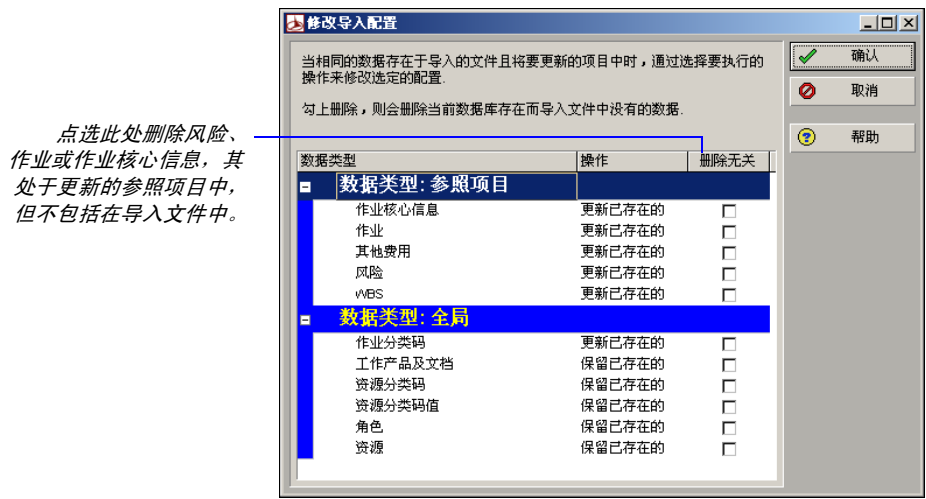 修改导入配置
当相同的数据存在于导入的文件且将要更新的项目中时，通过选择要执行的
操作来修改选定的配置.
勾上删除，则会删除当前数据库存在而导入文件中没有的数据.
确认
取消
帮助
点选此处删除风险、
作业或作业核心信息，其
处于更新的参照项目中，
但不包括在导入文件中。
数据类型 操作 删除无关
数据类型: 参照项目
作业核心信息 更新已存在的
作业 更新已存在的
其他费用 更新已存在的
风险 更新已存在的
WBS 更新已存在的
数据类型: 全局
作业分类码 更新已存在的
工作产品及文档 保留已存在的
资源分类码 保留已存在的
资源分类码值 保留已存在的
角色 保留已存在的
资源 保留已存在的